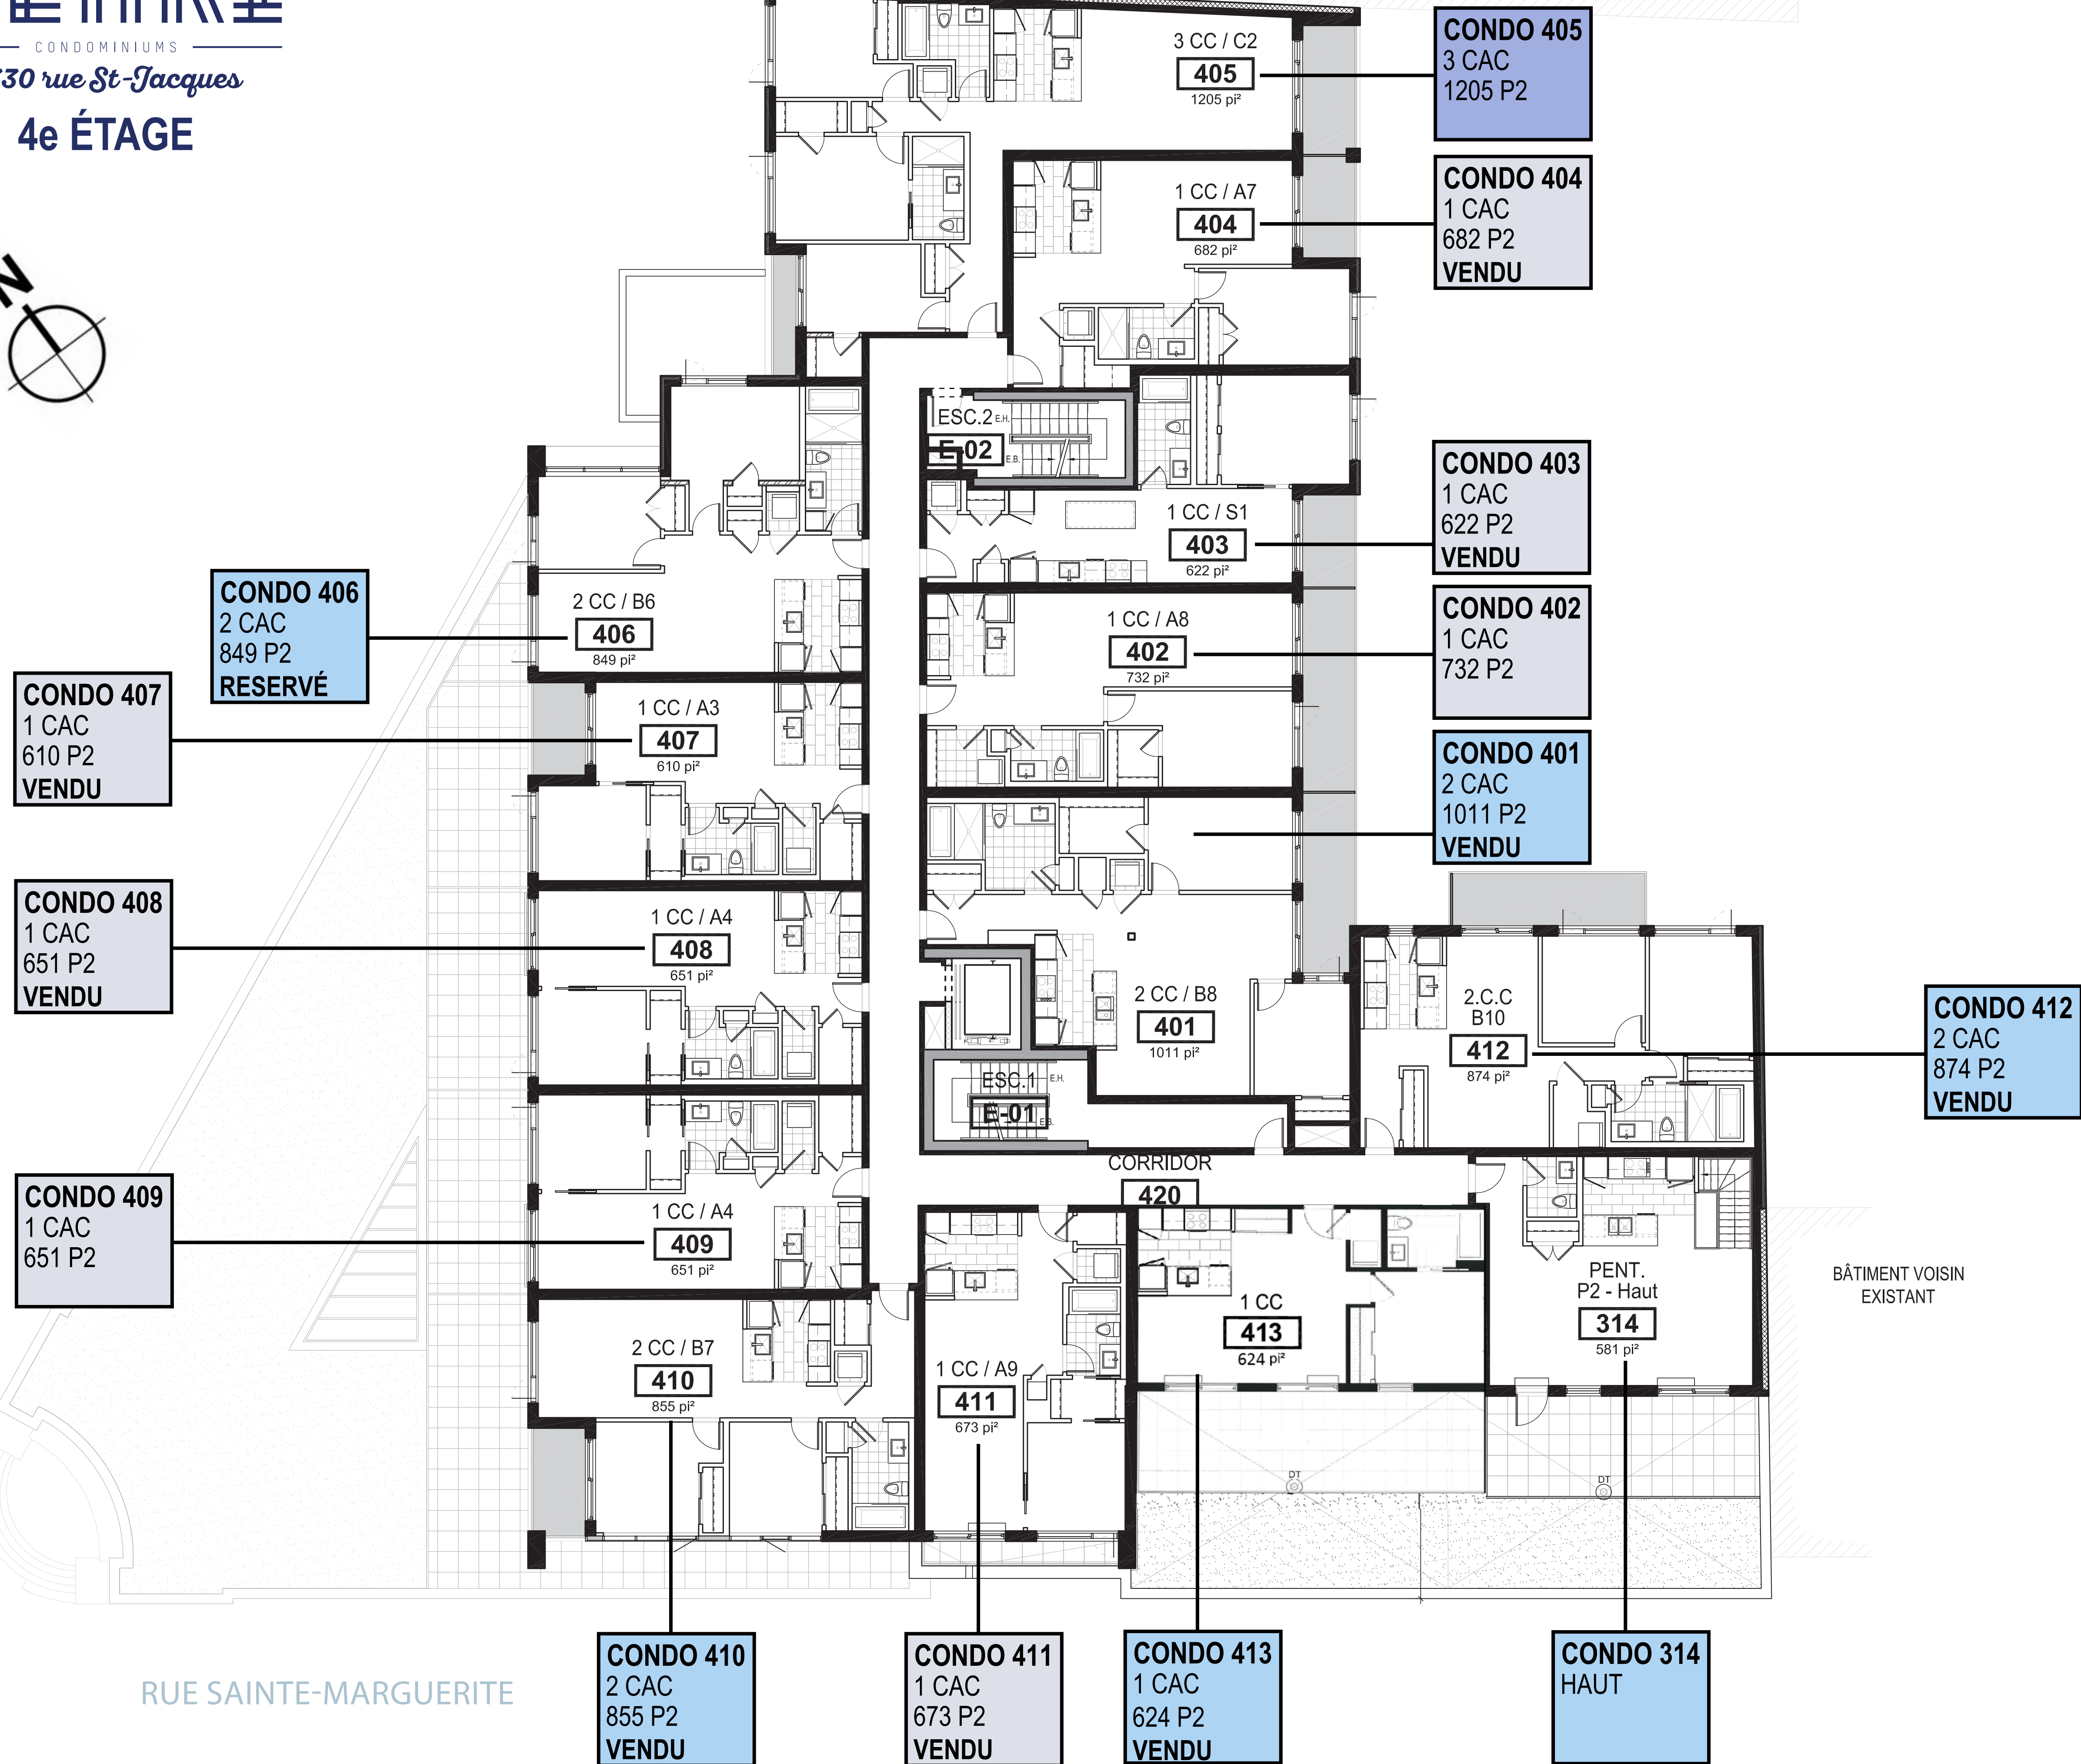 CONDOMINIUMS
30 rue St-Jacques
4e ÉTAGE
N
3 CC / C2
405
1205 pi²
CONDO 405
3 CAC
1205 P2
1 CC / A7
404
682 pi²
CONDO 404
1 CAC
682 P2
VENDU
ESC.2
E.H.
E-02
E.B.
1 CC / S1
403
622 pi²
CONDO 403
1 CAC
622 P2
VENDU
CONDO 406
2 CAC
849 P2
RESERVÉ
2 CC / B6
406
849 pi²
1 CC / A8
402
732 pi²
CONDO 402
1 CAC
732 P2
CONDO 407
1 CAC
610 P2
VENDU
1 CC / A3
407
610 pi²
CONDO 401
2 CAC
1011 P2
VENDU
CONDO 408
1 CAC
651 P2
VENDU
1 CC / A4
408
651 pi²
2 CC / B8
401
1011 pi²
2.C.C
B10
412
874 pi²
CONDO 412
2 CAC
874 P2
VENDU
ESC.1
E.H.
E-01
E.B.
CORRIDOR
420
CONDO 409
1 CAC
651 P2
1 CC / A4
409
651 pi²
2 CC / B7
410
855 pi²
1 CC / A9
411
673 pi²
1 CC
413
624 pi²
PENT.
P2 - Haut
314
581 pi²
BÂTIMENT VOISIN
EXISTANT
DT
DT
RUE SAINTE-MARGUERITE
CONDO 410
2 CAC
855 P2
VENDU
CONDO 411
1 CAC
673 P2
VENDU
CONDO 413
1 CAC
624 P2
VENDU
CONDO 314
HAUT